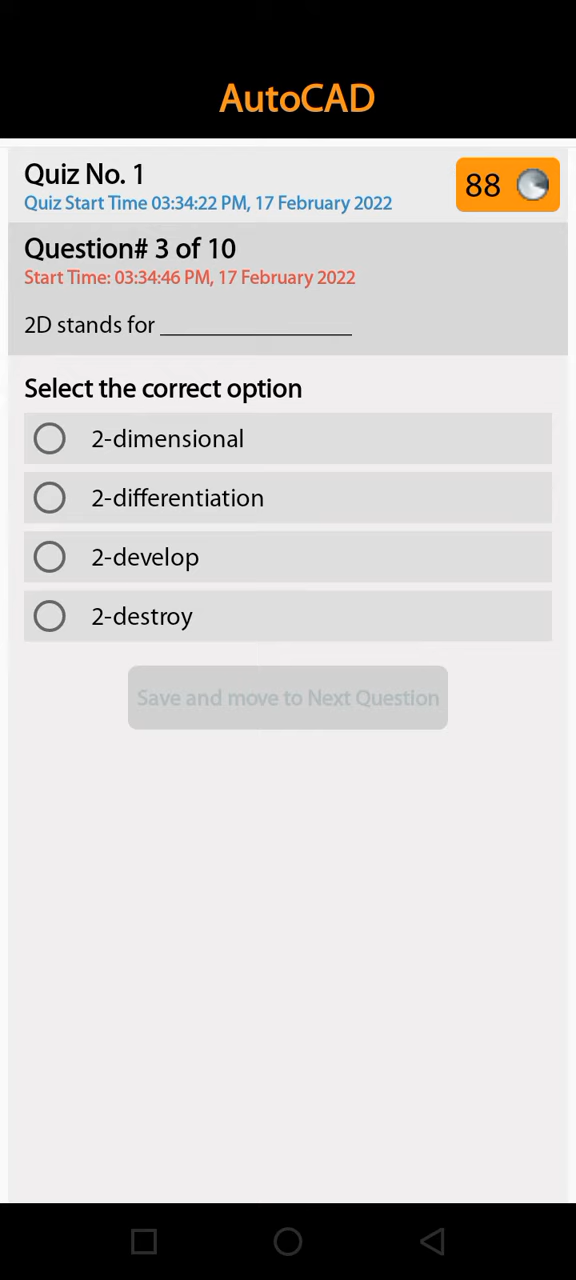 AutoCAD
Quiz No. 1
88
Quiz Start Time 03:34:22 PM, 17 February 2022
Question# 3 of 10
Start Time: 03:34:46 PM, 17 February 2022
2D stands for ________________
Select the correct option
2-dimensional
2-differentiation
2-develop
2-destroy
Save and move to Next Question